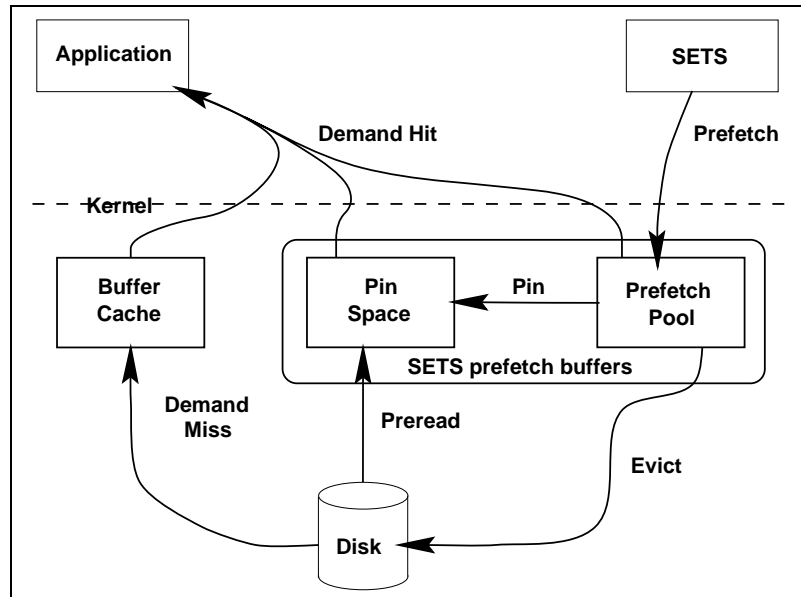 Application
SETS
Demand Hit
Prefetch
Kernel
Buffer
Cache
Pin
Space
Pin
Prefetch
Pool
SETS prefetch buffers
Demand
Miss
Preread
Evict
Disk